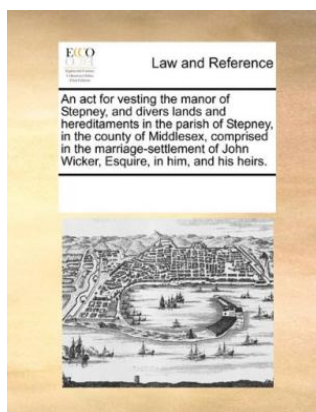 ECCO
Law and Reference
An act for vesting the manor of
Stepney, and divers lands and
hereditaments in the parish of Stepney,
in the county of Middlesex, comprised
in the marriage-settlement of John
Wicker, Esquire, in him, and his heirs.